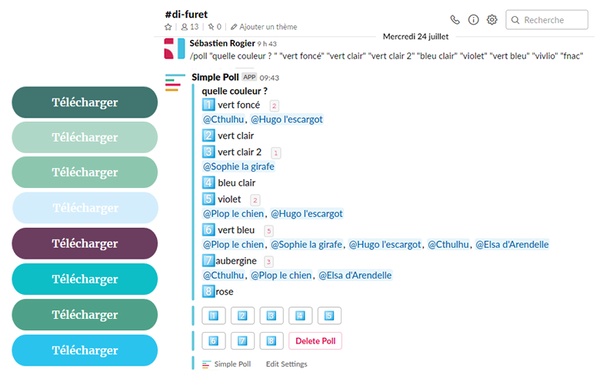 #di-furet
13
0
Ajouter un thème
Recherche
Mercredi 24 juillet
Sébastien Rogier 9 h 43
/poll "quelle couleur ? " "vert foncé" "vert clair" "vert clair 2" "bleu clair" "violet" "vert bleu" "vivlio" "fnac"
Simple Poll APP 09:43
quelle couleur ?
1 vert foncé 2
@Cthulhu, @Hugo l'escargot
2 vert clair
3 vert clair 2 1
@Sophie la girafe
4 bleu clair
5 violet 2
@Plop le chien, @Hugo l'escargot
6 vert bleu 5
@Plop le chien, @Sophie la girafe, @Hugo l'escargot, @Cthulhu, @Elsa d'Arendelle
7 aubergine 3
@Cthulhu, @Plop le chien, @Elsa d'Arendelle
8 rose
1 2 3 4 5
6 7 8 Delete Poll
Simple Poll Edit Settings
Télécharger
Télécharger
Télécharger
Télécharger
Télécharger
Télécharger
Télécharger
Télécharger